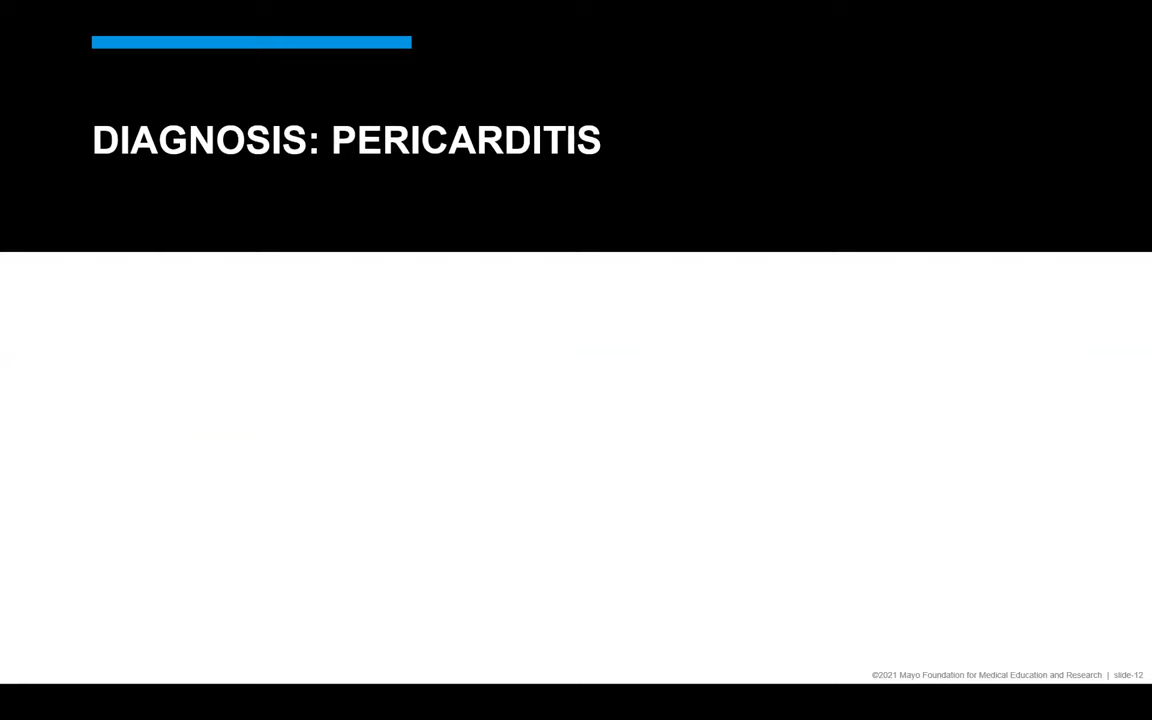 DIAGNOSIS: PERICARDITIS
©2021 Mayo Foundation for Medical Education and Research | slide-12